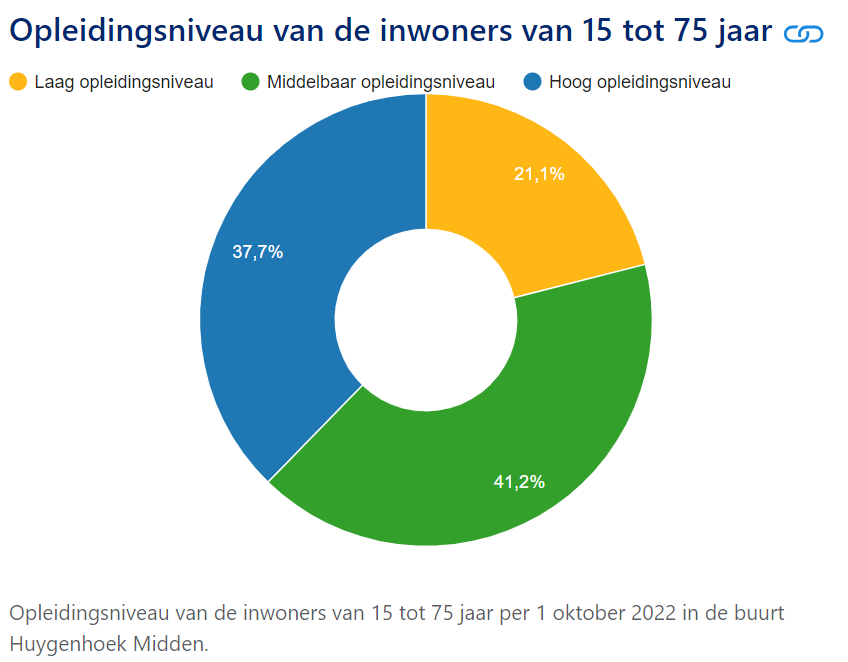 Opleidingsniveau van de inwoners van 15 tot 75 jaar
Laag opleidingsniveau Middelbaar opleidingsniveau Hoog opleidingsniveau
21,1%
37,7%
41,2%
Opleidingsniveau van de inwoners van 15 tot 75 jaar per 1 oktober 2022 in de buurt
Huygenhoek Midden.